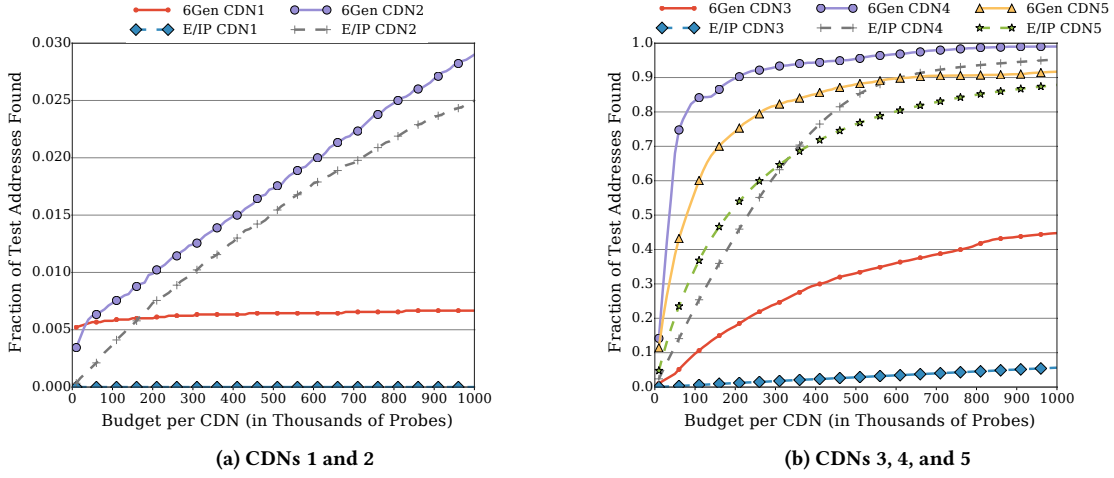 6Gen CDN1 6Gen CDN2
E/IP CDN1 E/IP CDN2
0.030
0.025
0.020
0.015
0.010
0.005
0.000
Fraction of Test Addresses Found
0 100 200 300 400 500 600 700 800 900 1000
Budget per CDN (in Thousands of Probes)
(a) CDNs 1 and 2
6Gen CDN3 6Gen CDN4 6Gen CDN5
E/IP CDN3 E/IP CDN4 E/IP CDN5
1.0
0.9
0.8
0.7
0.6
0.5
0.4
0.3
0.2
0.1
0.0
Fraction of Test Addresses Found
0 100 200 300 400 500 600 700 800 900 1000
Budget per CDN (in Thousands of Probes)
(b) CDNs 3, 4, and 5